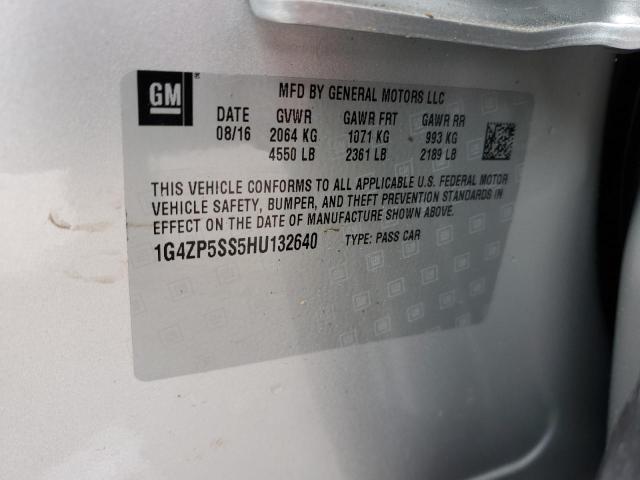 GM
MFD BY GENERAL MOTORS LLC
DATE GVWR GAWR FRT GAWR RR
08/16 2064 KG 1071 KG 993 KG
4550 LB 2361 LB 2189 LB
THIS VEHICLE CONFORMS TO ALL APPLICABLE U.S. FEDERAL MOTOR
VEHICLE SAFETY, BUMPER, AND THEFT PREVENTION STANDARDS IN
EFFECT ON THE DATE OF MANUFACTURE SHOWN ABOVE.
1G4ZP5SS5HU132640 TYPE: PASS CAR